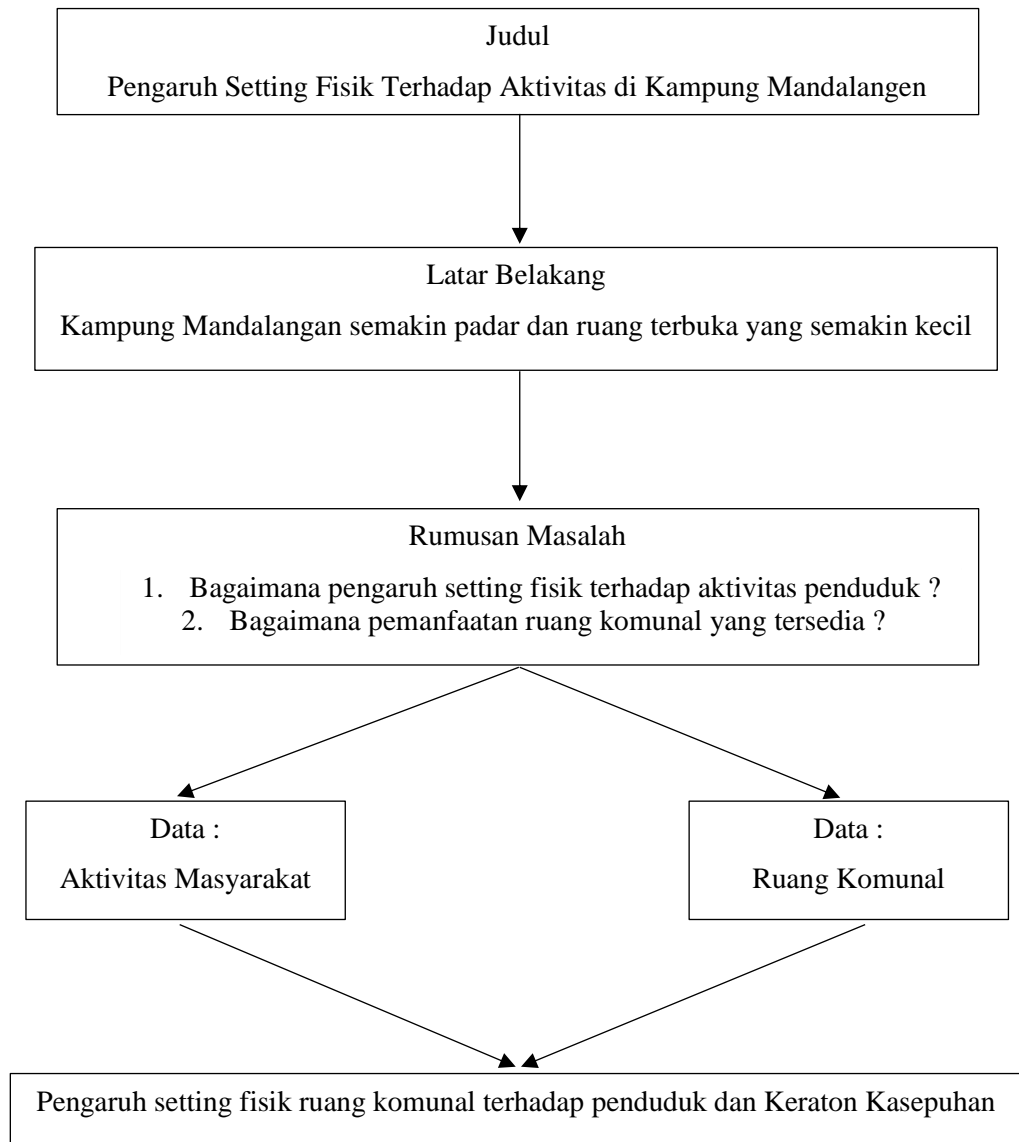 Judul
Pengaruh Setting Fisik Terhadap Aktivitas di Kampung Mandalangen
Latar Belakang
Kampung Mandalangan semakin padar dan ruang terbuka yang semakin kecil
Rumusan Masalah
1. Bagaimana pengaruh setting fisik terhadap aktivitas penduduk ?
2. Bagaimana pemanfaatan ruang komunal yang tersedia ?
Data :
Aktivitas Masyarakat
Data :
Ruang Komunal
Pengaruh setting fisik ruang komunal terhadap penduduk dan Keraton Kasepuhan